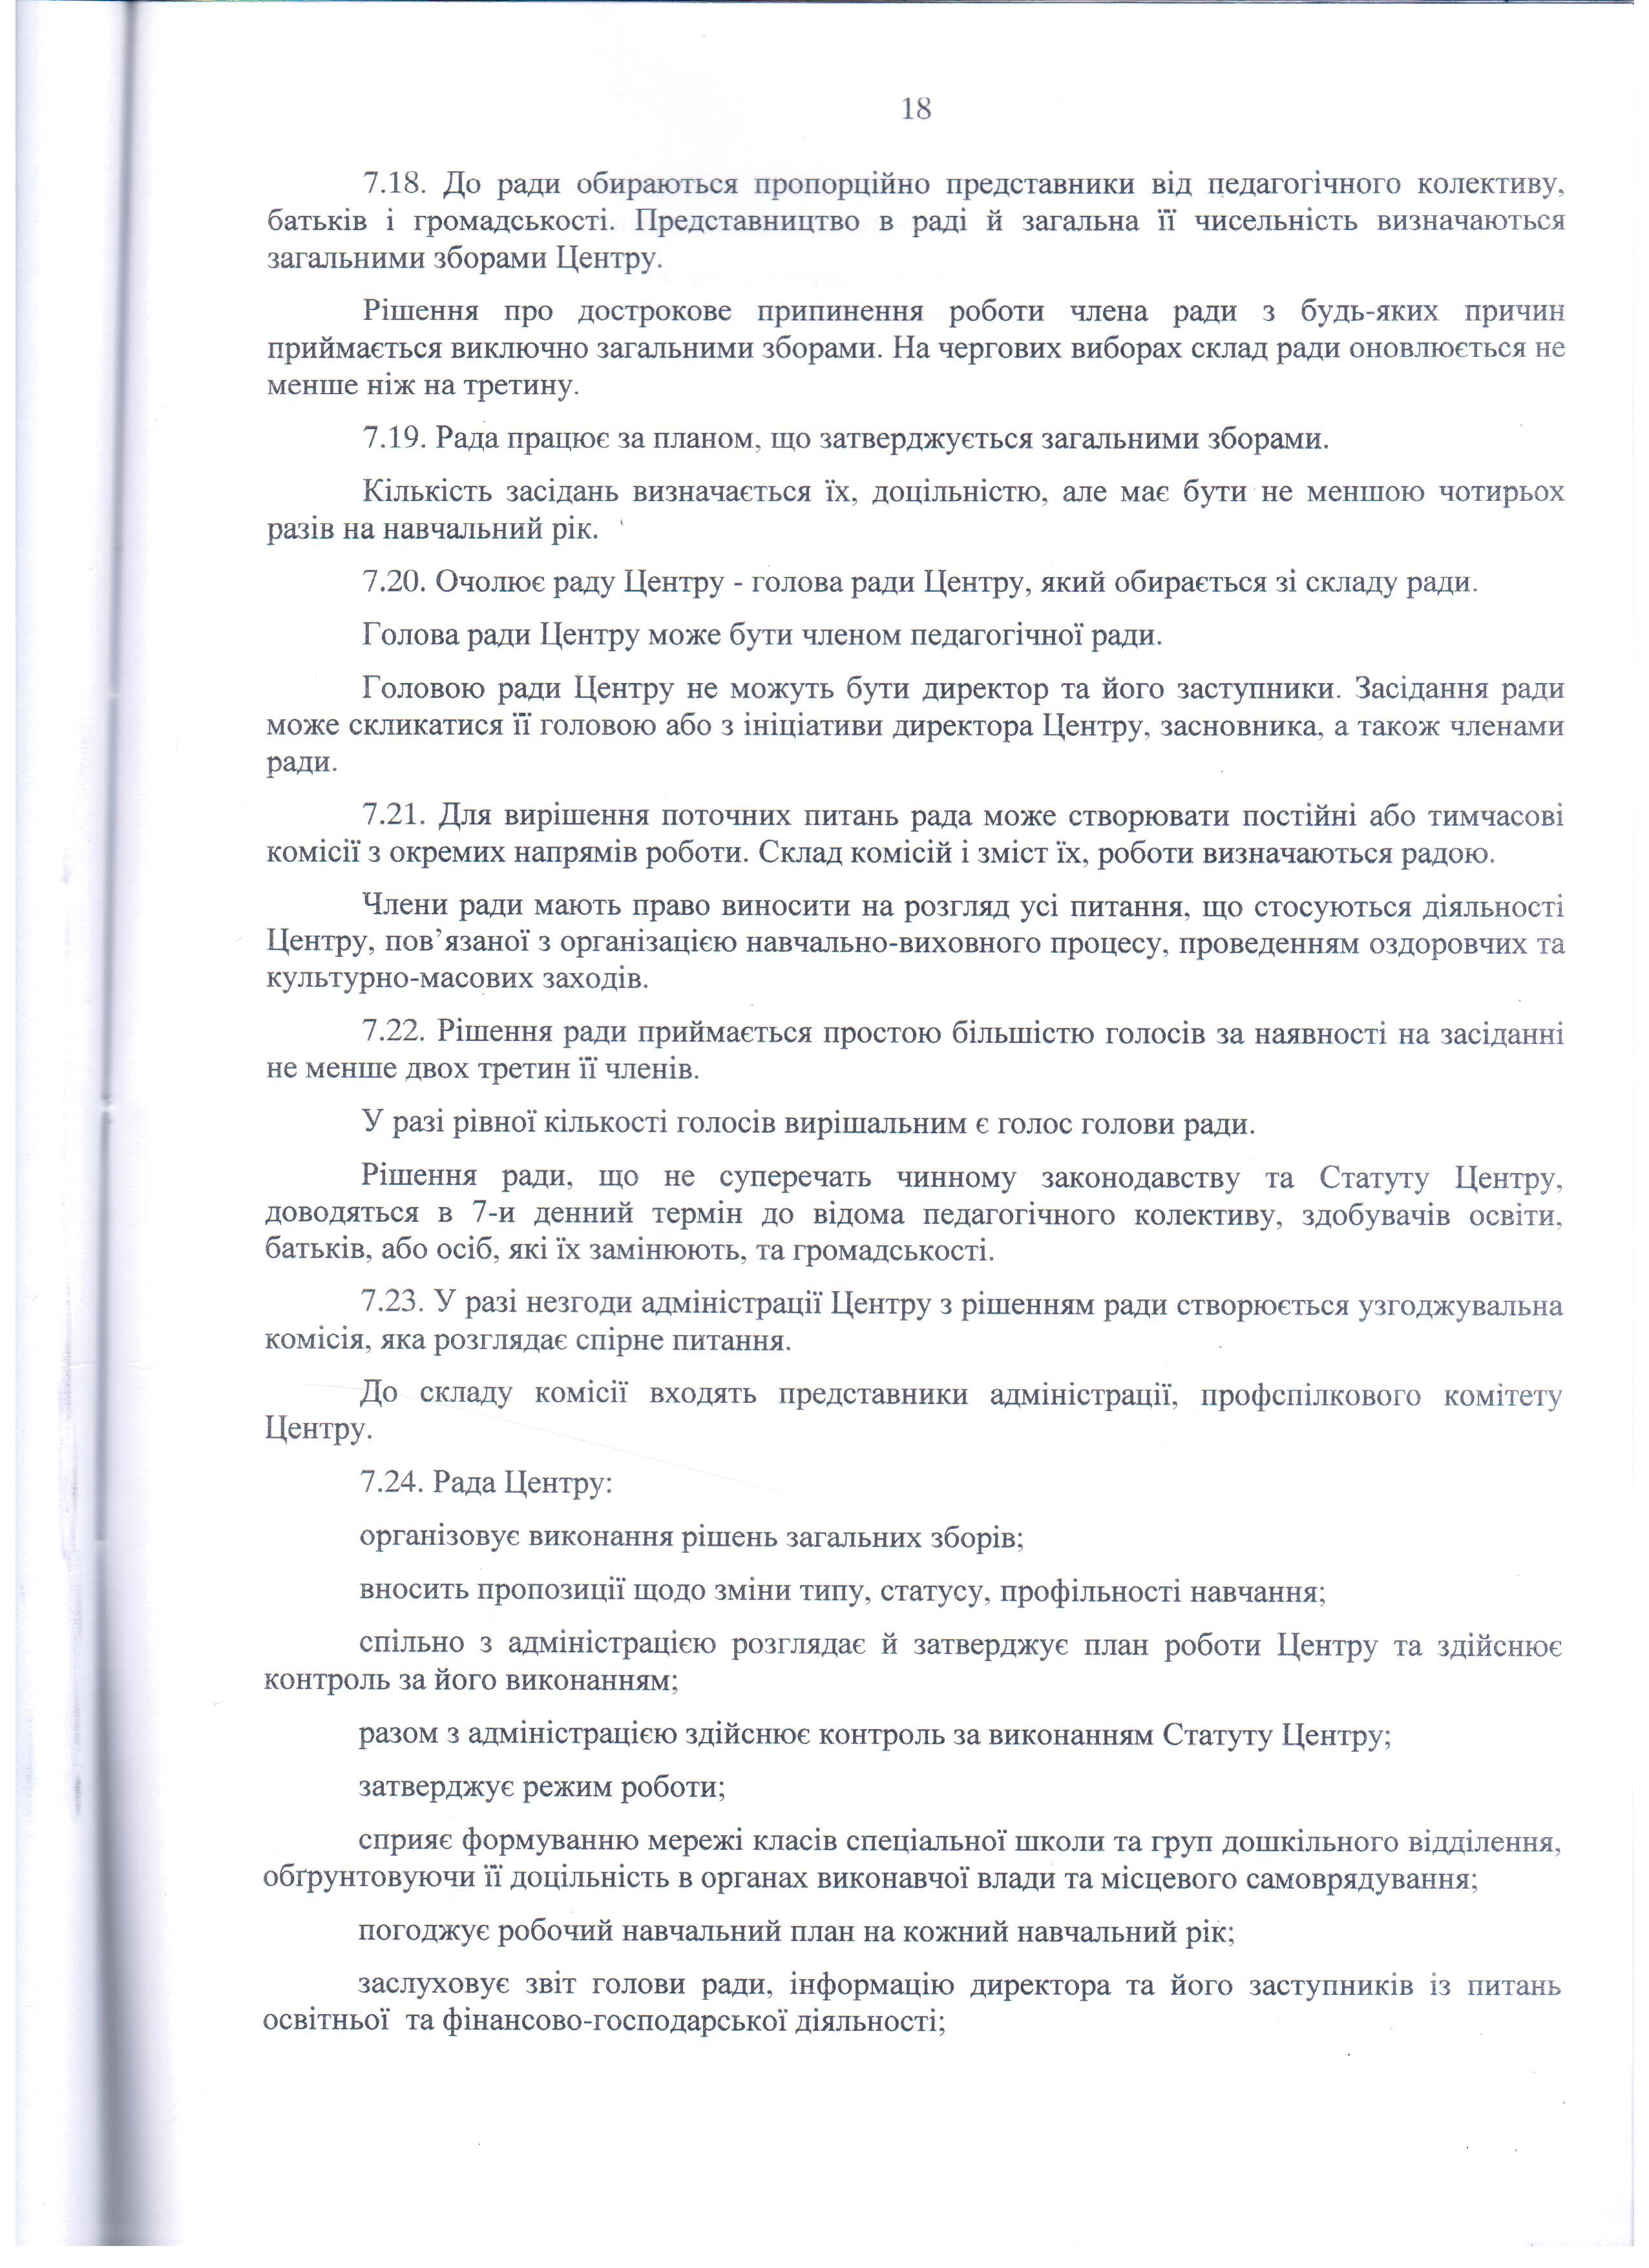 18
7.18. До ради обираються пропорційно представники від педагогічного колективу,
батьків і громадськості. Представництво в раді й загальна її чисельність визначаються
загальними зборами Центру.
Рішення про дострокове припинення роботи члена ради з будь-яких причин
приймається виключно загальними зборами. На чергових виборах склад ради оновлюється не
менше ніж на третину.
7.19. Рада працює за планом, що затверджується загальними зборами.
Кількість засідань визначається їх, доцільністю, але має бути не меншою чотирьох
разів на навчальний рік.
7.20. Очолює раду Центру - голова ради Центру, який обирається зі складу ради.
Голова ради Центру може бути членом педагогічної ради.
Головою ради Центру не можуть бути директор та його заступники. Засідання ради
може скликатися її головою або з ініціативи директора Центру, засновника, а також членами
ради.
7.21. Для вирішення поточних питань рада може створювати постійні або тимчасові
комісії з окремих напрямів роботи. Склад комісій і зміст їх, роботи визначаються радою.
Члени ради мають право виносити на розгляд усі питання, що стосуються діяльності
Центру, пов’язаної з організацією навчально-виховного процесу, проведенням оздоровчих та
культурно-масових заходів.
7.22. Рішення ради приймається простою більшістю голосів за наявності на засіданні
не менше двох третин її членів.
У разі рівної кількості голосів вирішальним є голос голови ради.
Рішення ради, що не суперечать чинному законодавству та Статуту Центру,
доводяться в 7-и денний термін до відома педагогічного колективу, здобувачів освіти,
батьків, або осіб, які їх замінюють, та громадськості.
7.23. У разі незгоди адміністрації Центру з рішенням ради створюється узгоджувальна
комісія, яка розглядає спірне питання.
До складу комісії входять представники адміністрації, профспілкового комітету
Центру.
7.24. Рада Центру:
організовує виконання рішень загальних зборів;
вносить пропозиції щодо зміни типу, статусу, профільності навчання;
спільно з адміністрацією розглядає й затверджує план роботи Центру та здійснює
контроль за його виконанням;
разом з адміністрацією здійснює контроль за виконанням Статуту Центру;
затверджує режим роботи;
сприяє формуванню мережі класів спеціальної школи та груп дошкільного відділення,
обґрунтовуючи її доцільність в органах виконавчої влади та місцевого самоврядування;
погоджує робочий навчальний план на кожний навчальний рік;
заслуховує звіт голови ради, інформацію директора та його заступників із питань
освітньої та фінансово-господарської діяльності;